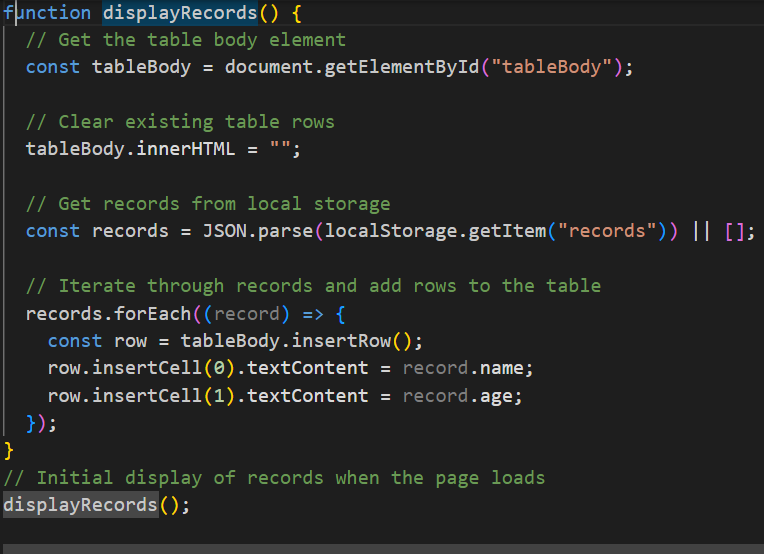 function displayRecords() {
  // Get the table body element
  const tableBody = document.getElementById("tableBody");

  // Clear existing table rows
  tableBody.innerHTML = "";

  // Get records from local storage
  const records = JSON.parse(localStorage.getItem("records")) || [];

  // Iterate through records and add rows to the table
  records.forEach((record) => {
    const row = tableBody.insertRow();
    row.insertCell(0).textContent = record.name;
    row.insertCell(1).textContent = record.age;
  });
}
// Initial display of records when the page loads
displayRecords();